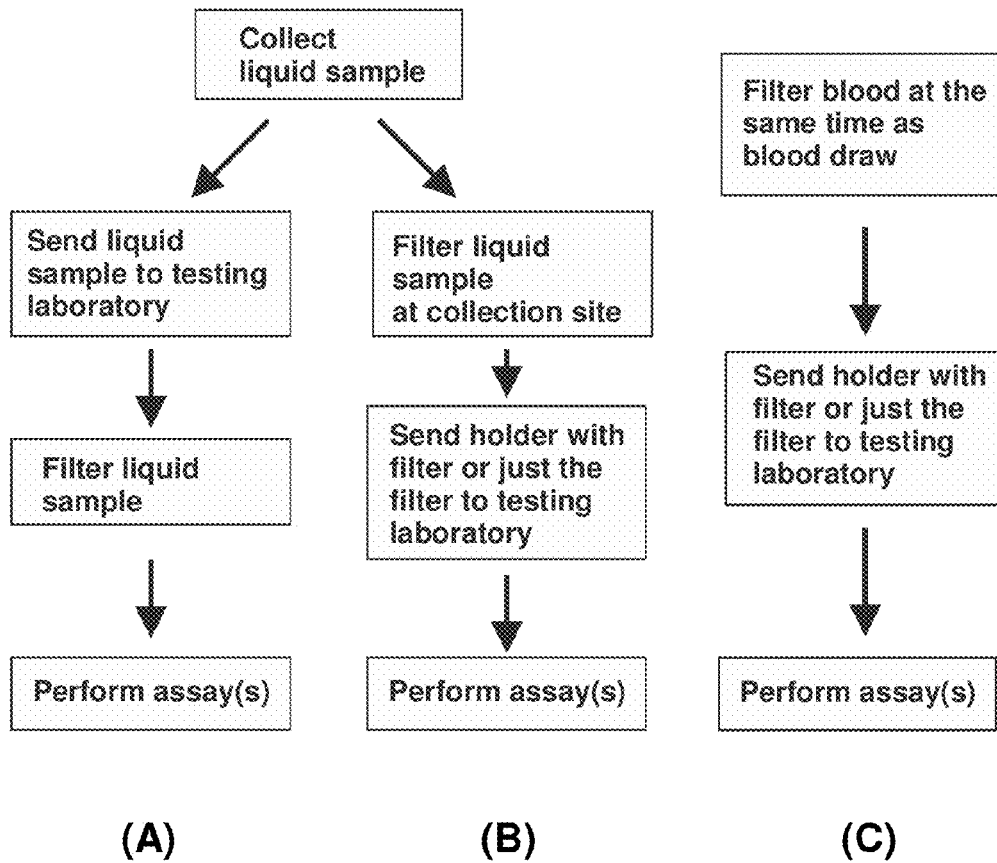 Collect
liquid sample
Send liquid
sample to testing
laboratory
Filter liquid
sample
Perform assay(s)
Filter liquid
sample
at collection site
Send holder with
filter or just the
filter to testing
laboratory
Perform assay(s)
Filter blood at the
same time as
blood draw
Send holder with
filter or just the
filter to testing
laboratory
Perform assay(s)
(A)
(B)
(C)